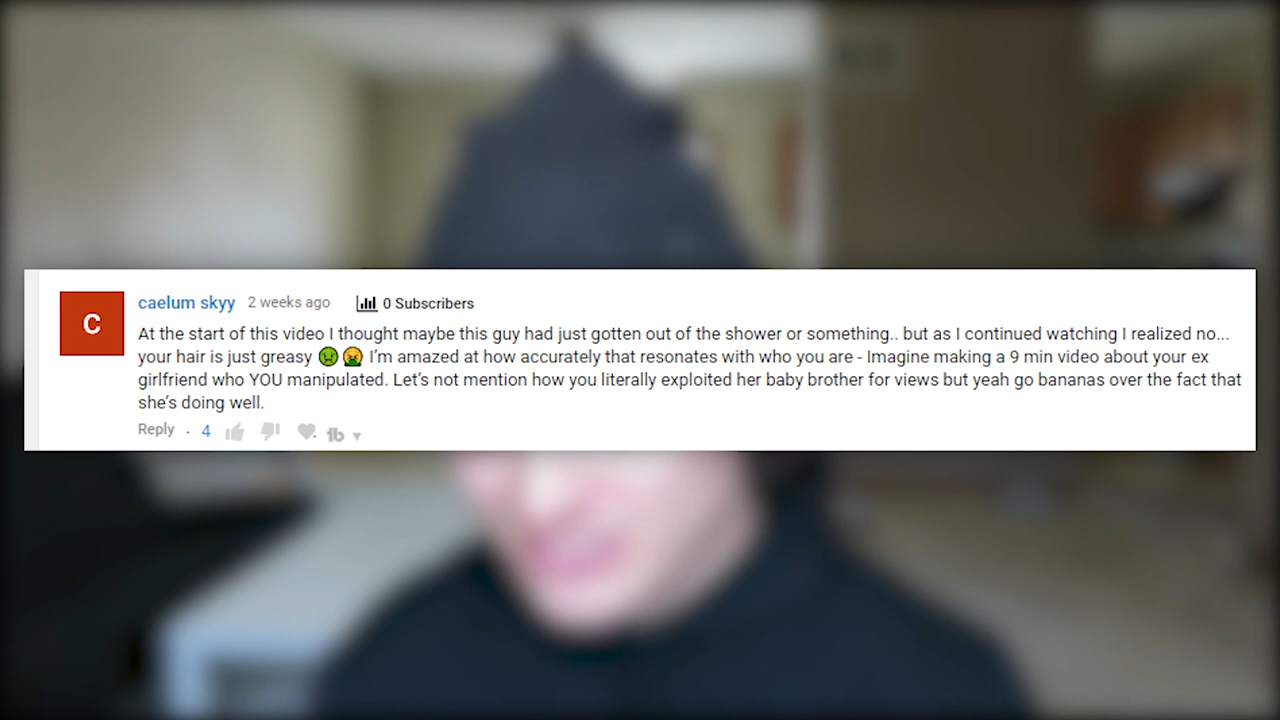 C
caelum skyy 2 weeks ago 0 Subscribers
At the start of this video I thought maybe this guy had just gotten out of the shower or something.. but as I continued watching I realized no...
your hair is just greasy 🤢 🤮 I’m amazed at how accurately that resonates with who you are - Imagine making a 9 min video about your ex
girlfriend who YOU manipulated. Let’s not mention how you literally exploited her baby brother for views but yeah go bananas over the fact that
she’s doing well.
Reply . 4 tb ▼